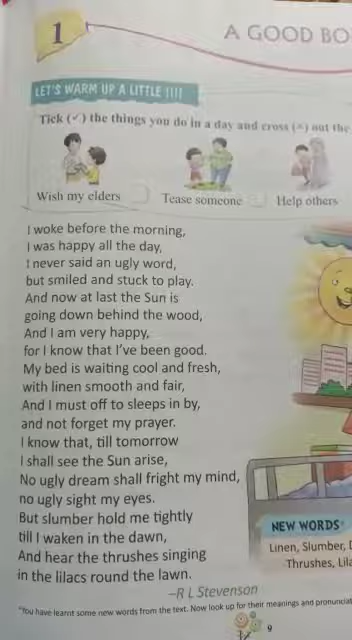 1
A GOOD BO
LET'S WARM UP A LITTLE !!!!
Tick (✓) the things you do in a day and cross (×) out the
Wish my elders
Tease someone
Help others
I woke before the morning,
I was happy all the day,
I never said an ugly word,
but smiled and stuck to play.
And now at last the Sun is
going down behind the wood,
And I am very happy,
for I know that I've been good.
My bed is waiting cool and fresh,
with linen smooth and fair,
And I must off to sleeps in by,
and not forget my prayer.
I know that, till tomorrow
I shall see the Sun arise,
No ugly dream shall fright my mind,
no ugly sight my eyes.
But slumber hold me tightly
till I waken in the dawn,
And hear the thrushes singing
in the lilacs round the lawn.
–R L Stevenson
NEW WORDS*
Linen, Slumber, D
Thrushes, Lila
*You have learnt some new words from the text. Now look up for their meanings and pronunciat
9